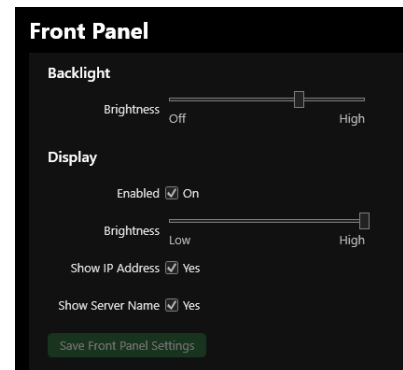 Front Panel
Backlight
Brightness
Off High
Display
Enabled On
Brightness
Low High
Show IP Address Yes
Show Server Name Yes
Save Front Panel Settings